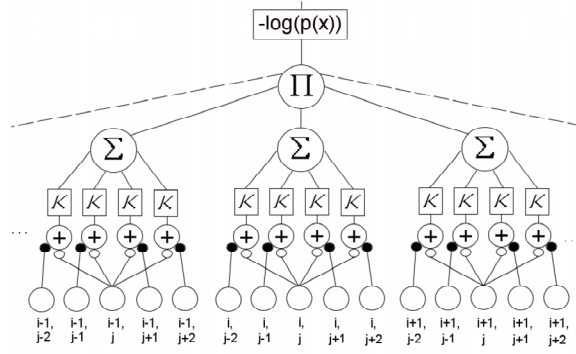 -log(p(x))
Π
Σ Σ Σ
K K K K K K K K K K K K
... + + + + + + + + + + + + ...
i-1, i-1, i-1, i-1, i-1, i, i, i, i, i, i+1, i+1, i+1, i+1, i+1,
j-2 j-1 j j+1 j+2 j-2 j-1 j j+1 j+2 j-2 j-1 j j+1 j+2